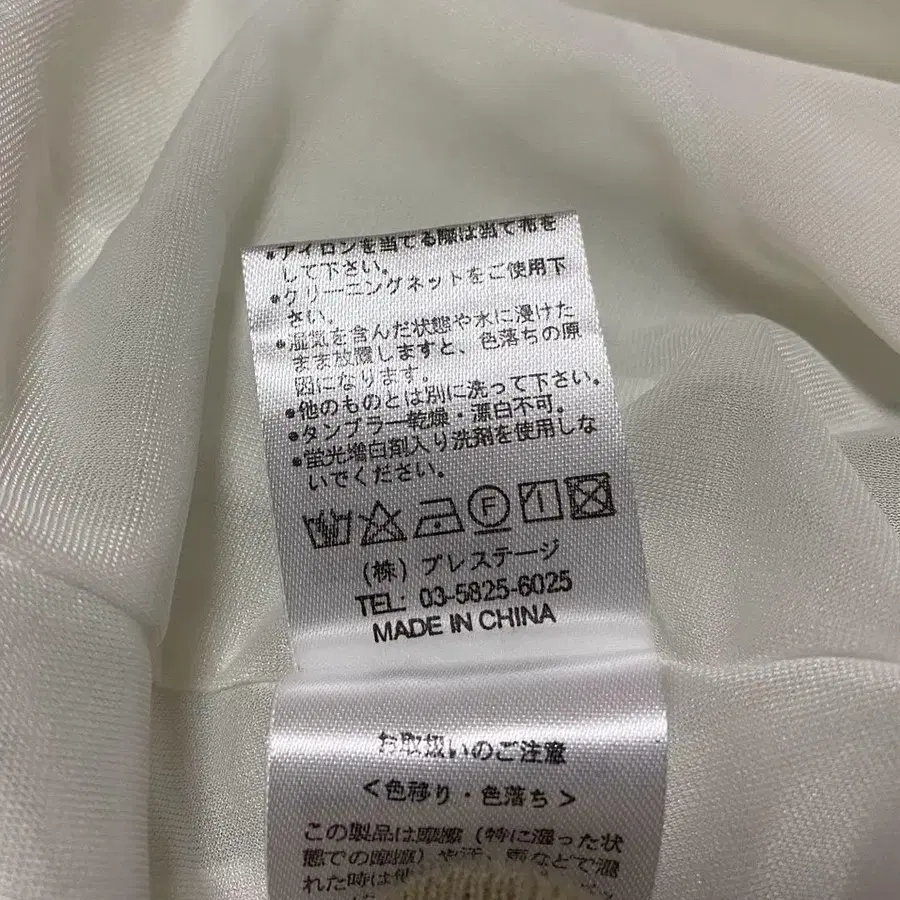 •アイロンを当てる際は当て布を
して下さい。
•クリーニングネットをご使用下
さい。
•湿気を含んだ状態や水に浸けた
まま放置しますと、色落ちの原
因になります。
•他のものとは別に洗って下さい。
•タンブラー乾燥・漂白不可。
•蛍光増白剤入り洗剤を使用しな
いでください。
F
(株) プレステージ
TEL: 03-5825-6025
MADE IN CHINA
お取扱いのご注意
<色移り・色落ち>
この製品は摩擦 (特に湿った状
態での摩擦) や汗、雨などで濡
れた時は他